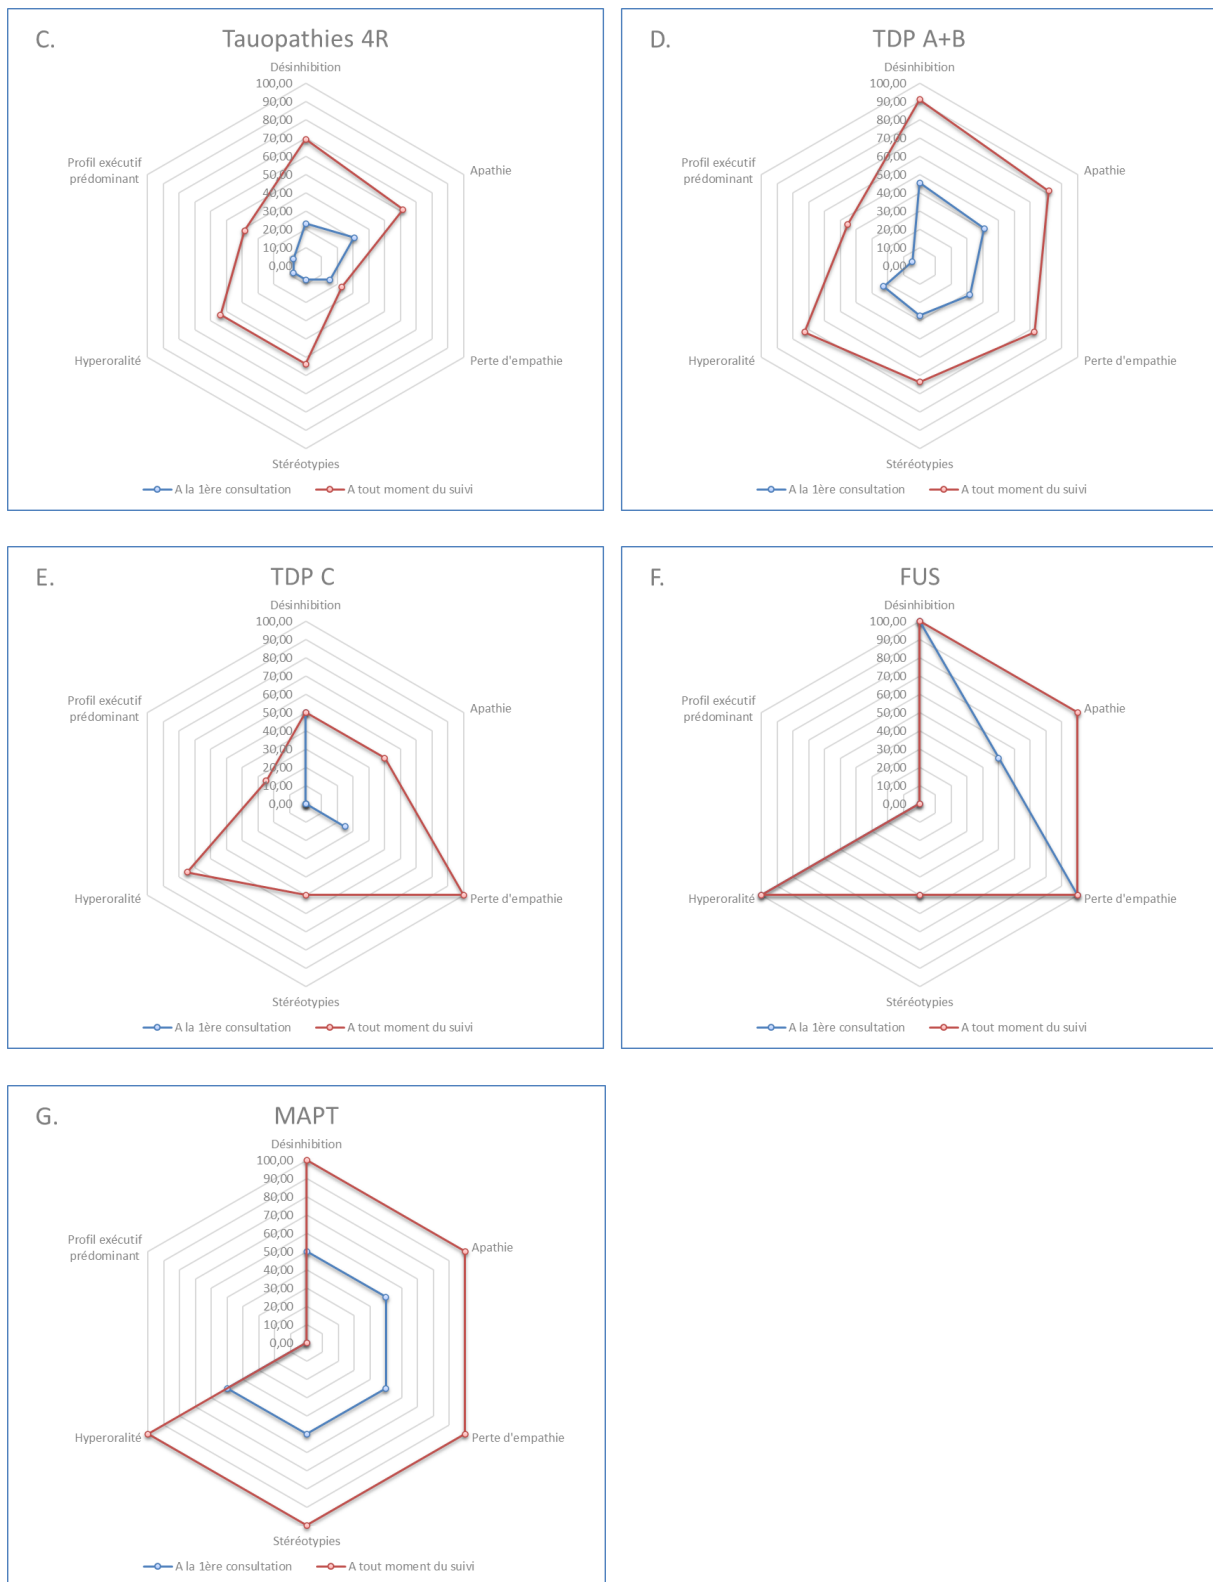 C.
Tauopathies 4R
Désinhibition
100,00
90,00
80,00
70,00
60,00
50,00
40,00
30,00
20,00
10,00
0,00
Apathie
Perte d'empathie
Stéréotypies
Hyperoralité
Profil exécutif
prédominant
A la 1ère consultation
A tout moment du suivi
D.
TDP A+B
Désinhibition
100,00
90,00
80,00
70,00
60,00
50,00
40,00
30,00
20,00
10,00
0,00
Apathie
Perte d'empathie
Stéréotypies
Hyperoralité
Profil exécutif
prédominant
A la 1ère consultation
A tout moment du suivi
E.
TDP C
Désinhibition
100,00
90,00
80,00
70,00
60,00
50,00
40,00
30,00
20,00
10,00
0,00
Apathie
Perte d'empathie
Stéréotypies
Hyperoralité
Profil exécutif
prédominant
A la 1ère consultation
A tout moment du suivi
F.
FUS
Désinhibition
100,00
90,00
80,00
70,00
60,00
50,00
40,00
30,00
20,00
10,00
0,00
Apathie
Perte d'empathie
Stéréotypies
Hyperoralité
Profil exécutif
prédominant
A la 1ère consultation
A tout moment du suivi
G.
MAPT
Désinhibition
100,00
90,00
80,00
70,00
60,00
50,00
40,00
30,00
20,00
10,00
0,00
Apathie
Perte d'empathie
Stéréotypies
Hyperoralité
Profil exécutif
prédominant
A la 1ère consultation
A tout moment du suivi